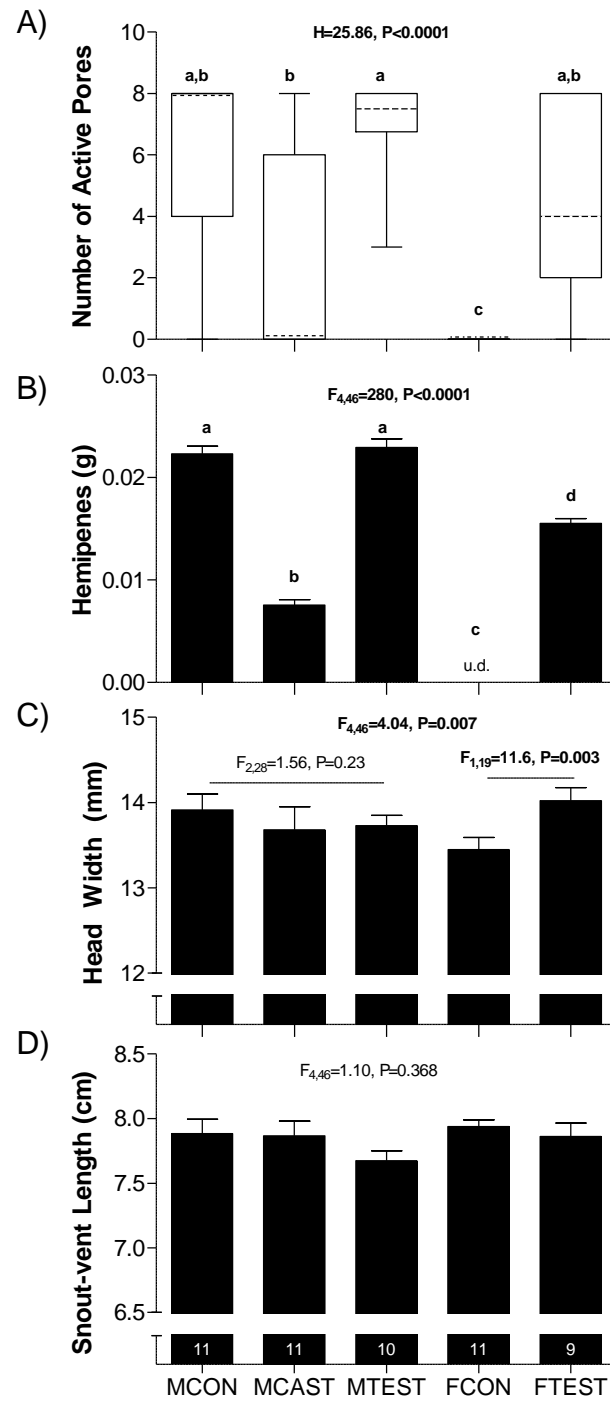 A)
H=25.86, P<0.0001
Number of Active Pores
10
8
6
4
2
0
a,b
b
a
c
a,b
B)
F4,46=280, P<0.0001
Hemipenes (g)
0.03
0.02
0.01
0.00
a
b
a
c
u.d.
d
C)
F4,46=4.04, P=0.007
F2,28=1.56, P=0.23
F1,19=11.6, P=0.003
Head Width (mm)
15
14
13
12
D)
F4,46=1.10, P=0.368
Snout-vent Length (cm)
8.5
8.0
7.5
7.0
6.5
11 11 10 11 9
MCON MCAST MTEST FCON FTEST